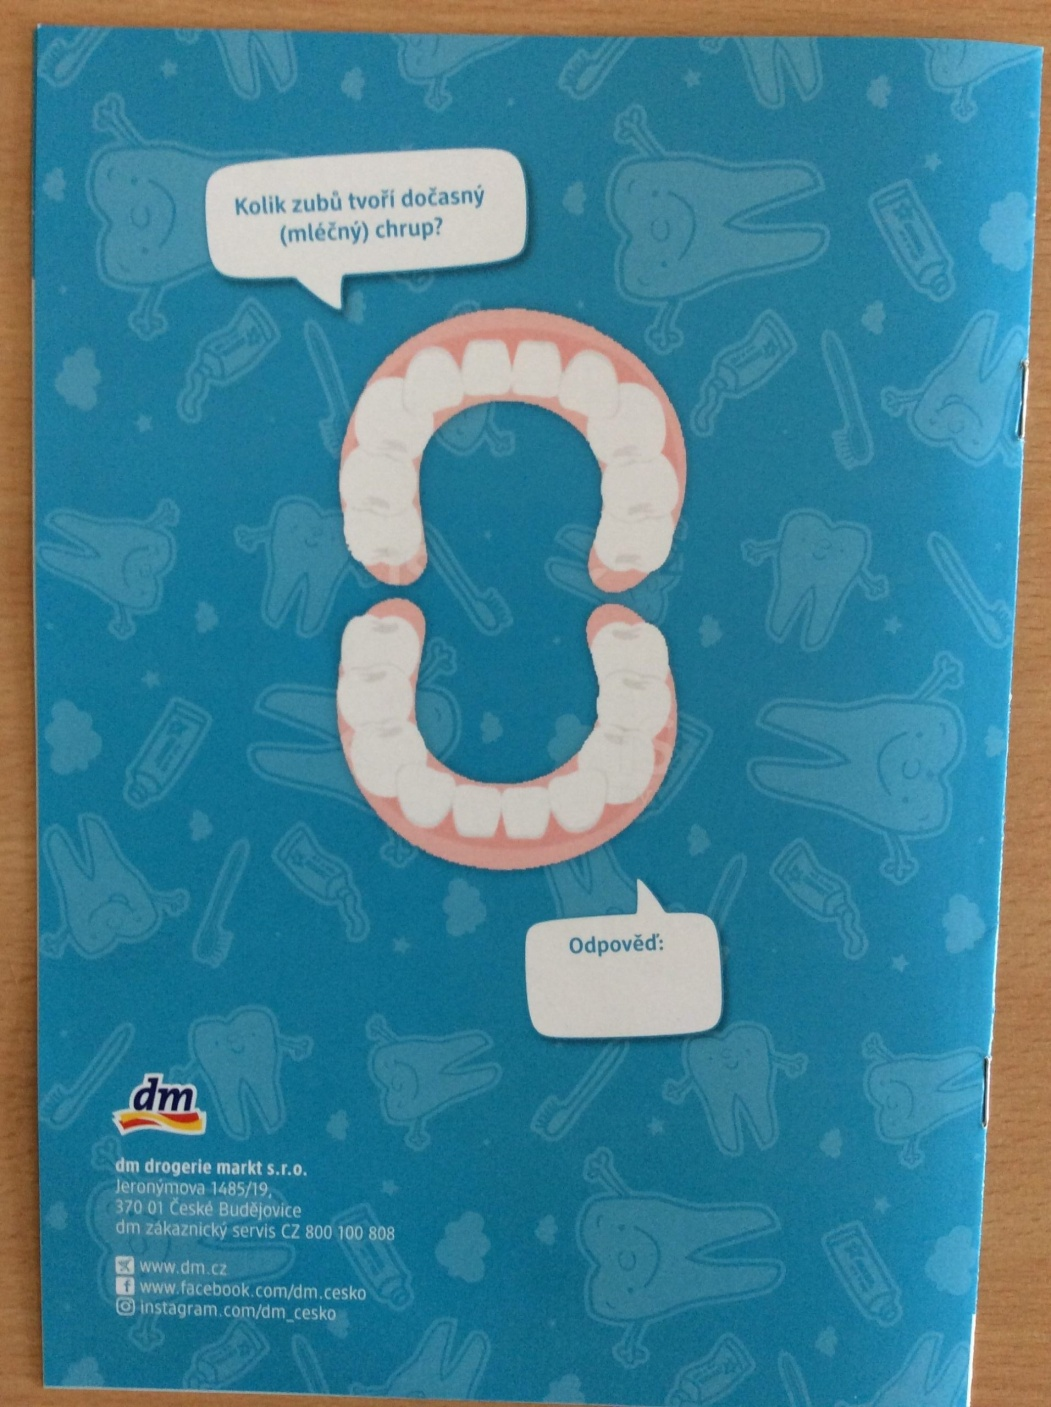 Kolik zubů tvoří dočasný
(mléčný) chrup?
Odpověď:
dm
dm drogerie markt s.r.o.
Jeronýmova 1485/19,
370 01 České Budějovice
dm zákaznický servis CZ 800 100 808
www.dm.cz
www.facebook.com/dm.cesko
instagram.com/dm_cesko